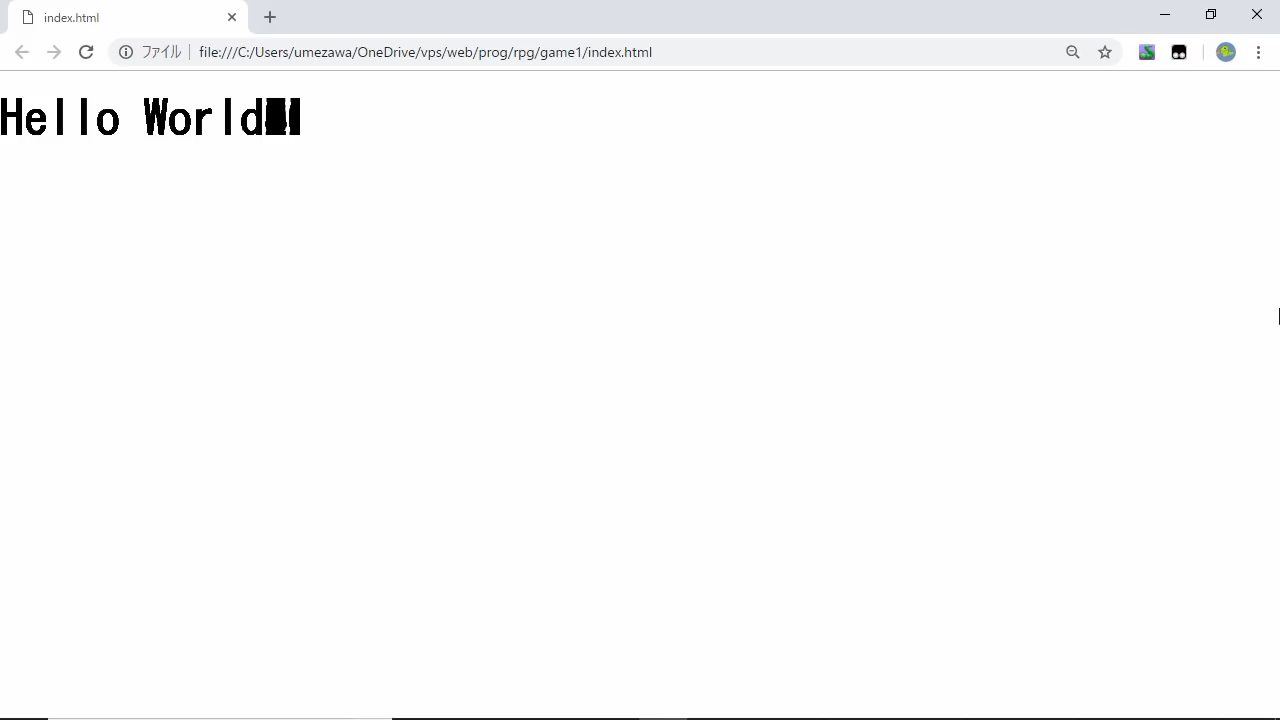 index.html
ファイル file:///C:/Users/umezawa/OneDrive/vps/web/prog/rpg/game1/index.html
Hello World